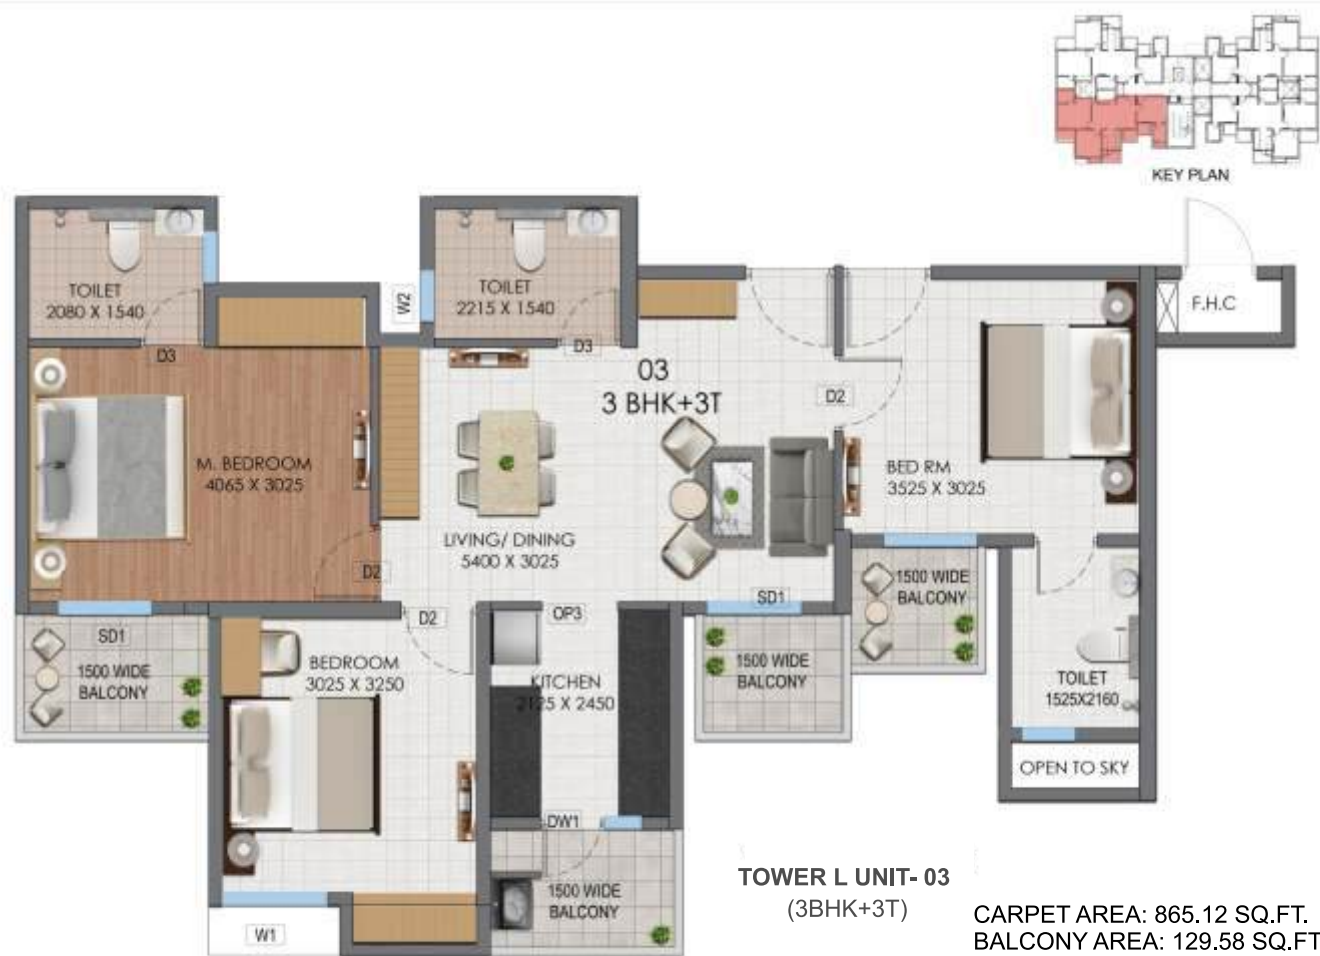 KEY PLAN
F.H.C
TOILET
2080 X 1540
D3
W2
TOILET
2215 X 1540
D3
03
3 BHK+3T
D2
M. BEDROOM
4065 X 3025
D2
LIVING/ DINING
5400 X 3025
BED RM
3525 X 3025
SD1
1500 WIDE
BALCONY
D2
BEDROOM
3025 X 3250
OP3
KITCHEN
2125 X 2450
SD1
1500 WIDE
BALCONY
1500 WIDE
BALCONY
TOILET
1525X2160
OPEN TO SKY
DW1
1500 WIDE
BALCONY
W1
TOWER L UNIT- 03
(3BHK+3T)
CARPET AREA: 865.12 SQ.FT.
BALCONY AREA: 129.58 SQ.FT